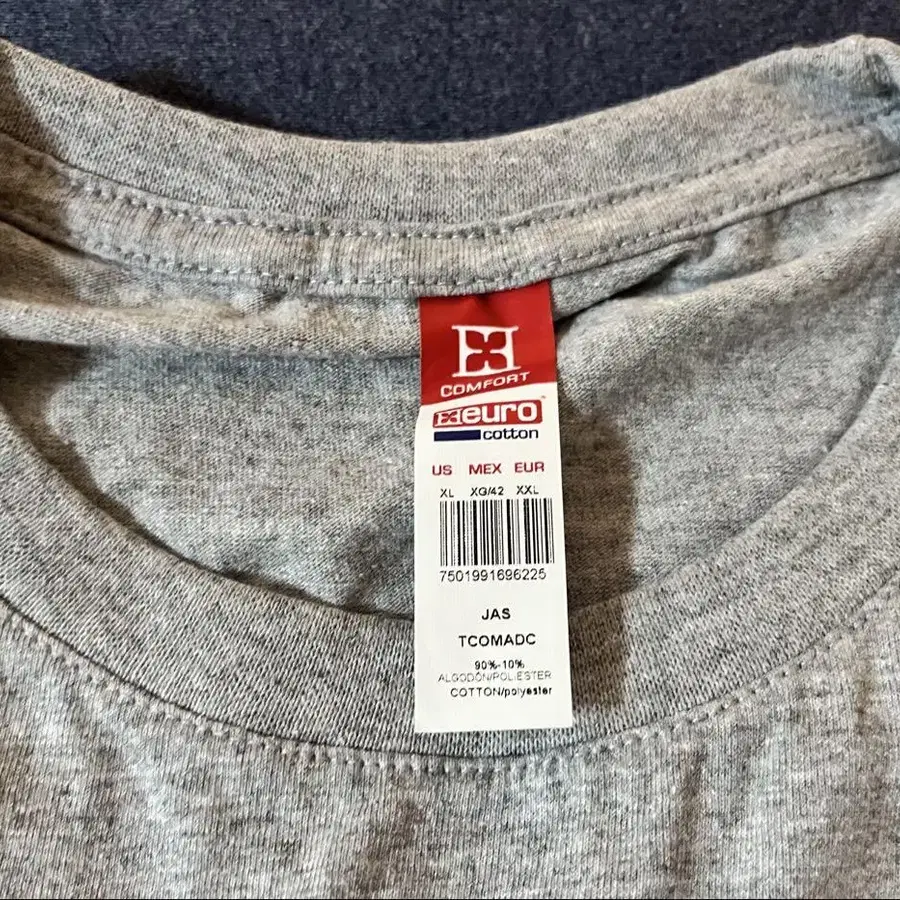 COMFORT
euro
cotton
US MEX EUR
XL XG/42 XXL
7501991696225
JAS
TCOMADC
90%-10%
ALGODÓN/POLIESTER
COTTON/polyester